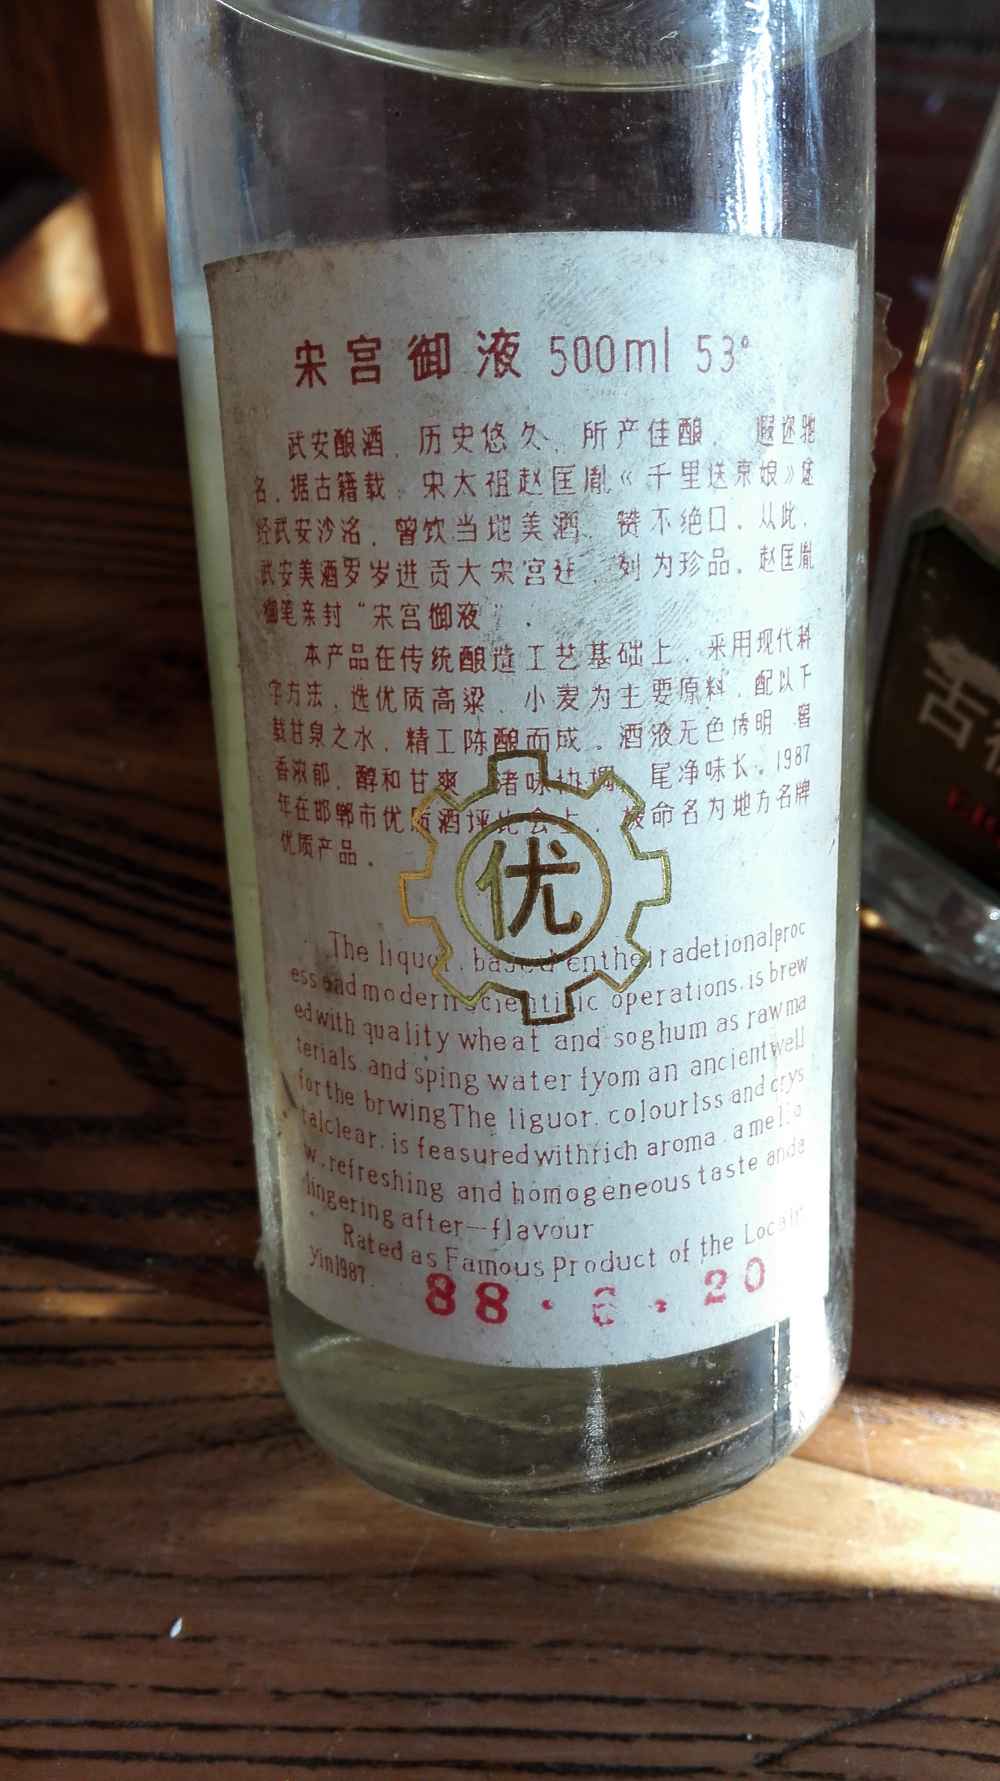 宋宫御液 500ml 53°
武安酿酒，历史悠久，所产佳酿，遐迩驰
名，据古籍载，宋太祖赵匡胤《千里送京娘》途
经武安沙洺，曾饮当地美酒，赞不绝口，从此，
武安美酒岁岁进贡大宋宫廷，列为珍品，赵匡胤
御笔亲封“宋宫御液”．
本产品在传统酿造工艺基础上，采用现代科
学方法，选优质高粱、小麦为主要原料，配以千
载甘泉之水，精工陈酿而成。酒液无色透明，窖
香浓郁，醇和甘爽，诸味协调，尾净味长。1987
年在邯郸市优质酒评比会上，被命名为地方名牌
优质产品．
优
The liquor, based enthe radetionalproc
ess and modern scientific operations, is brew
ed with quality wheat and soghum as raw ma
terials, and sping water fyom an ancient well
for the brwing The liguor, colourlss and crys
talclear, is feasured withrich aroma, a mello
w, refreshing and homogeneous taste and a
lingering after—flavour
Rated as Famous Product of the Local
yin1987.
88．6．20
古